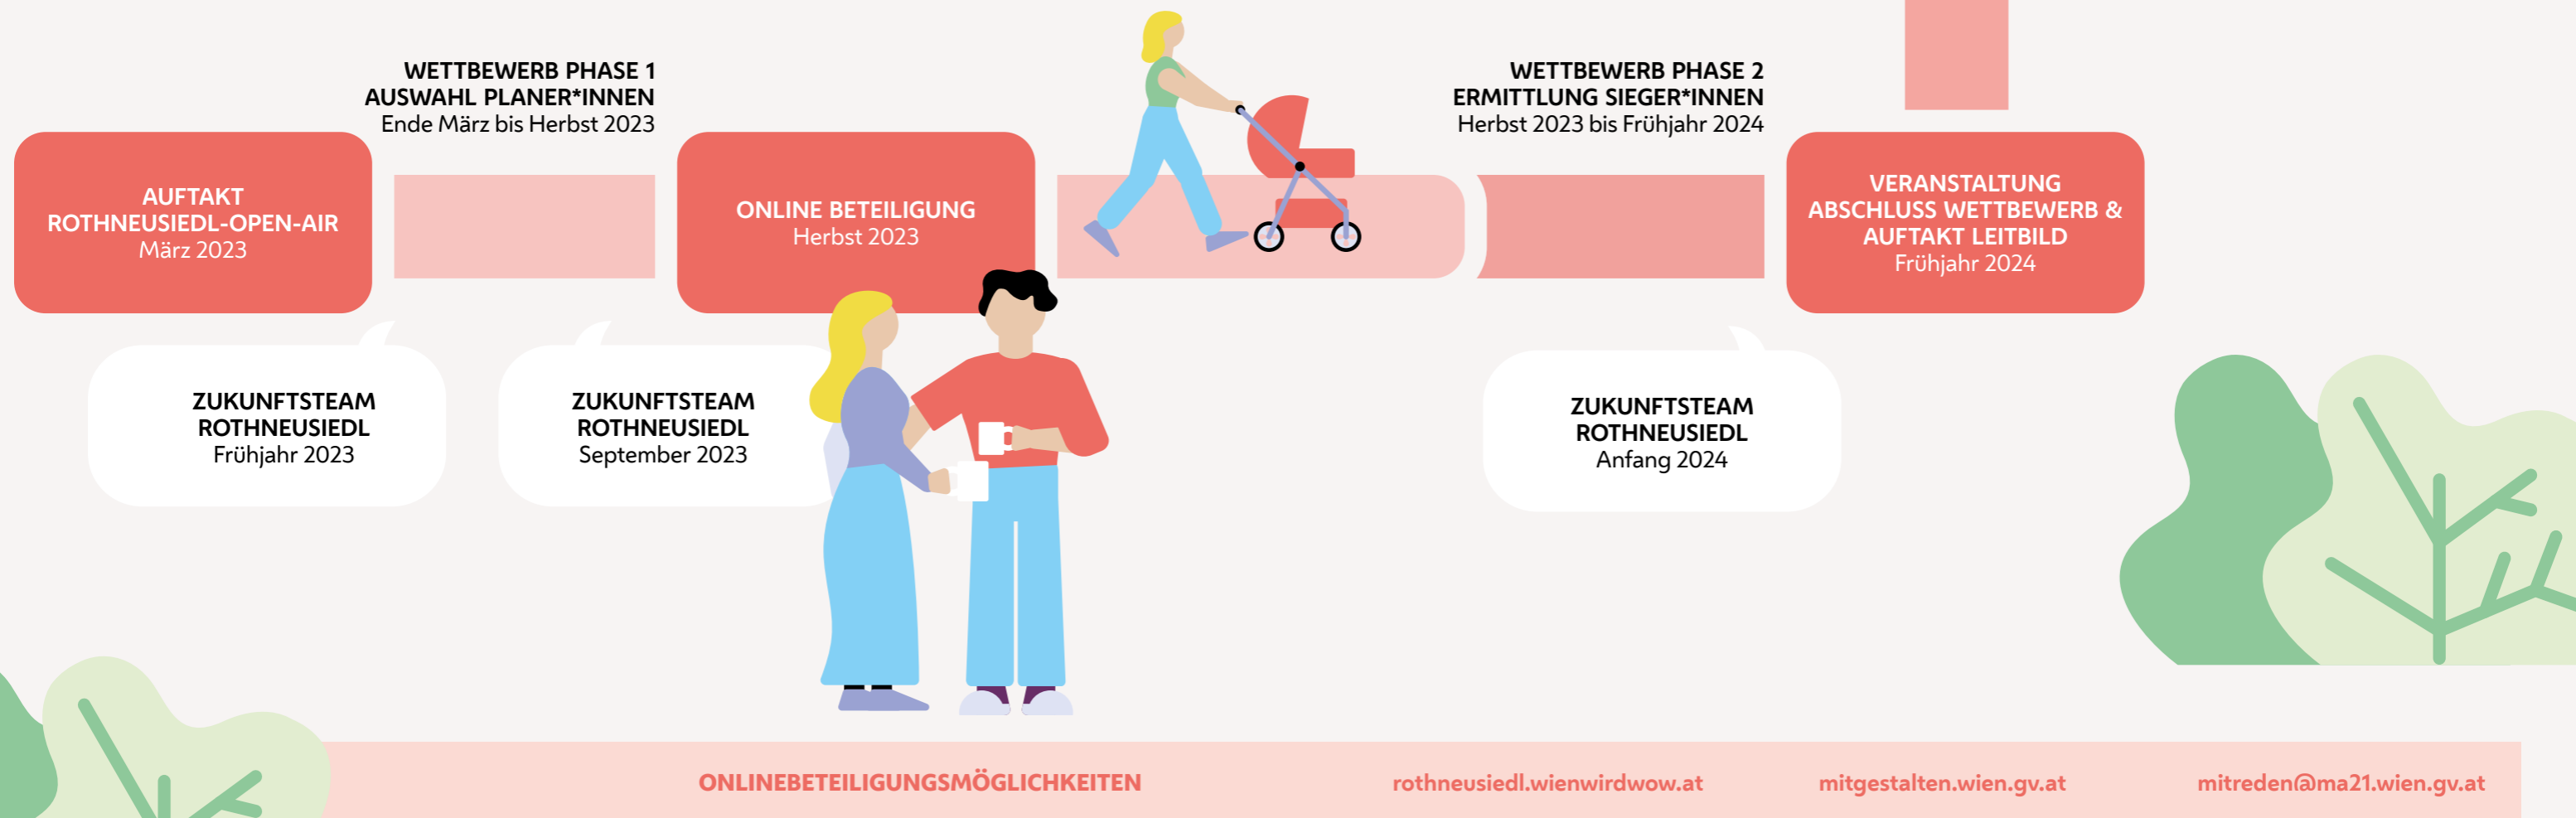 WETTBEWERB PHASE 1
AUSWAHL PLANER*INNEN
Ende März bis Herbst 2023
WETTBEWERB PHASE 2
ERMITTLUNG SIEGER*INNEN
Herbst 2023 bis Frühjahr 2024
AUFTAKT
ROTHNEUSIEDL-OPEN-AIR
März 2023
ONLINE BETEILIGUNG
Herbst 2023
VERANSTALTUNG
ABSCHLUSS WETTBEWERB &
AUFTAKT LEITBILD
Frühjahr 2024
ZUKUNFTSTEAM
ROTHNEUSIEDL
Frühjahr 2023
ZUKUNFTSTEAM
ROTHNEUSIEDL
September 2023
ZUKUNFTSTEAM
ROTHNEUSIEDL
Anfang 2024
ONLINEBETEILIGUNGSMÖGLICHKEITEN
rothneusiedl.wienwirdwow.at
mitgestalten.wien.gv.at
mitreden@ma21.wien.gv.at